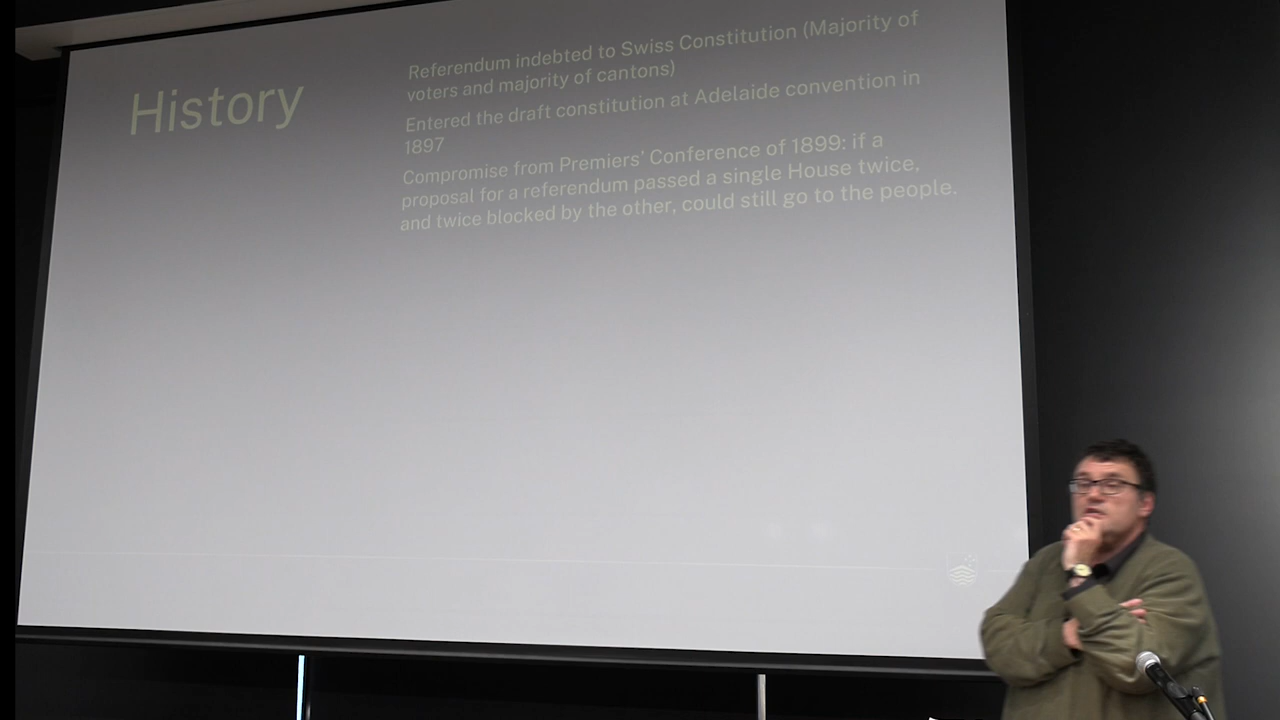 History
Referendum indebted to Swiss Constitution (Majority of
voters and majority of cantons)
Entered the draft constitution at Adelaide convention in
1897
Compromise from Premiers' Conference of 1899: if a
proposal for a referendum passed a single House twice,
and twice blocked by the other, could still go to the people.